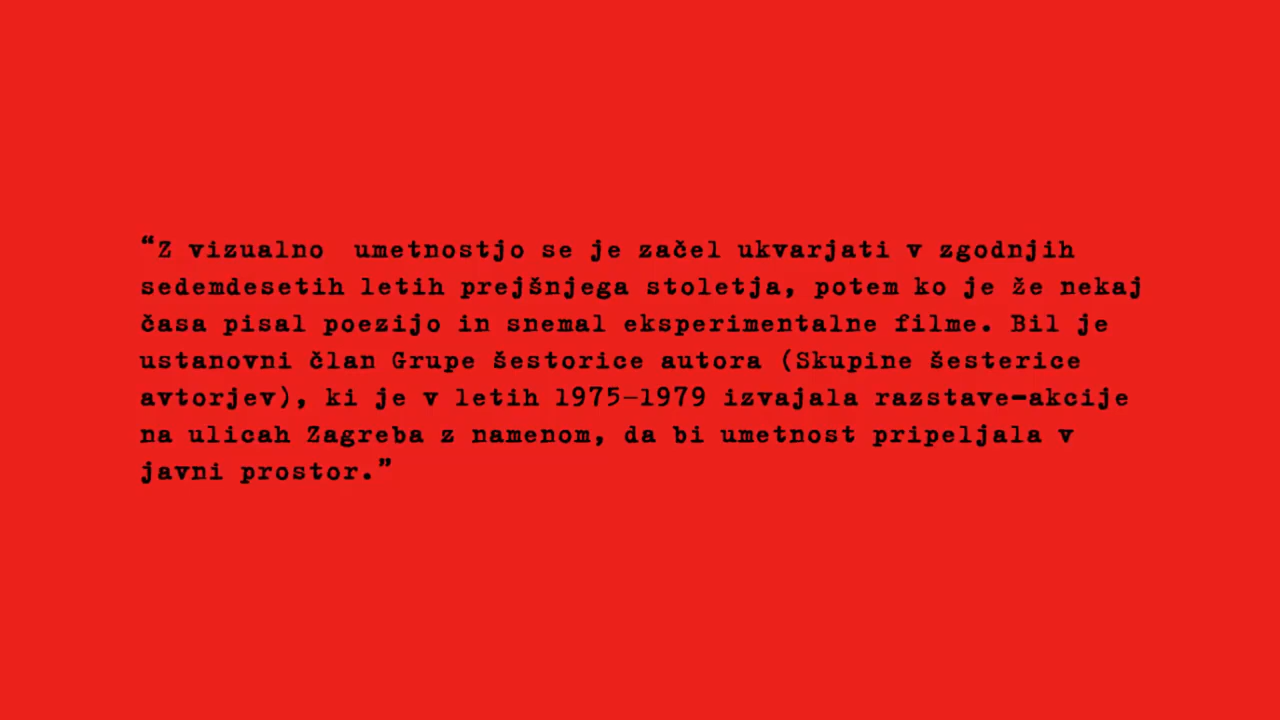 “Z vizualno  umetnostjo se je začel ukvarjati v zgodnjih
sedemdesetih letih prejšnjega stoletja, potem ko je že nekaj
časa pisal poezijo in snemal eksperimentalne filme. Bil je
ustanovni član Grupe šestorice autora (Skupine šesterice
avtorjev), ki je v letih 1975–1979 izvajala razstave-akcije
na ulicah Zagreba z namenom, da bi umetnost pripeljala v
javni prostor.”